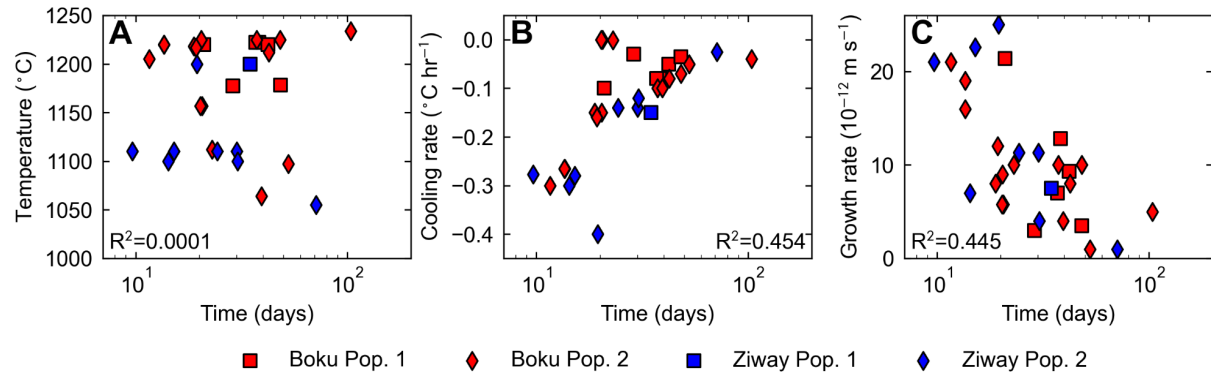 A
Temperature (°C)
1250
1200
1150
1100
1050
1000
R²=0.0001
10¹
10²
Time (days)
B
Cooling rate (°C hr⁻¹)
0.0
−0.1
−0.2
−0.3
−0.4
R²=0.454
10¹
10²
Time (days)
C
Growth rate (10⁻¹² m s⁻¹)
20
10
0
R²=0.445
10¹
10²
Time (days)
Boku Pop. 1
Boku Pop. 2
Ziway Pop. 1
Ziway Pop. 2